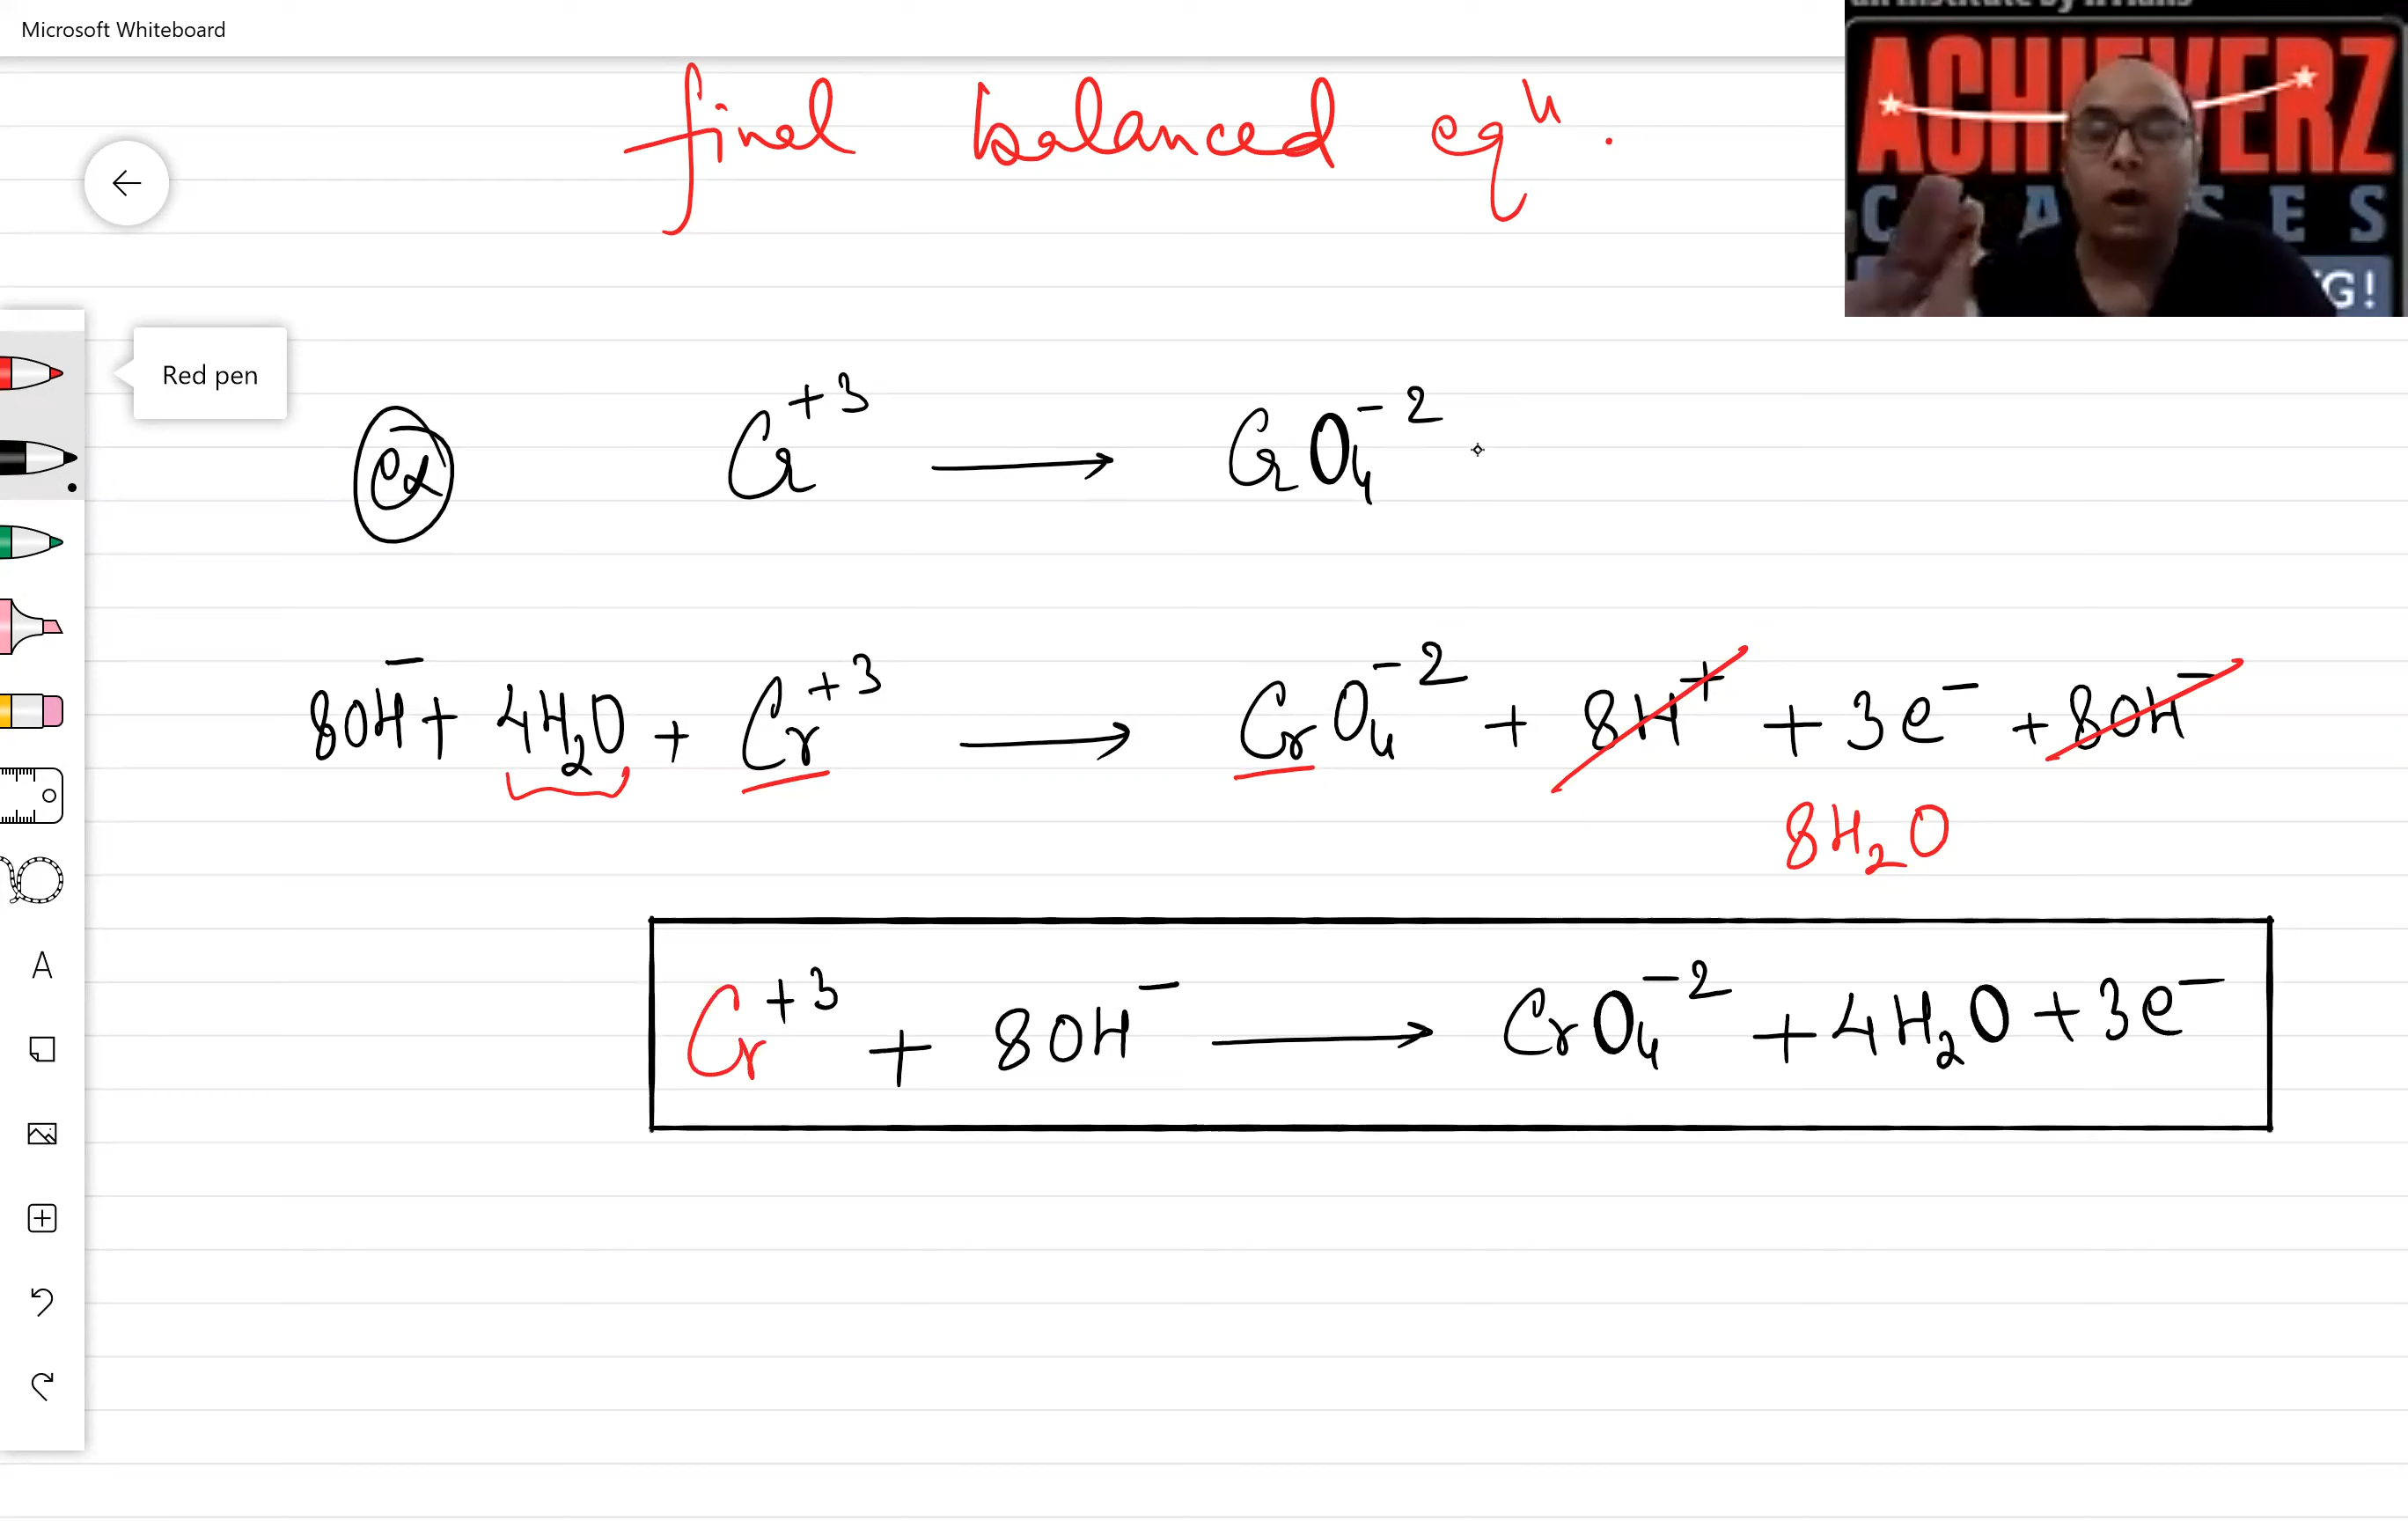 Microsoft Whiteboard
ACHIEVERZ
C A S E S
G!
final balanced eqⁿ.
Red pen
ex Cr⁺³ ⟶ CrO₄⁻²
8OH⁻ + 4H₂O + Cr⁺³ ⟶ CrO₄⁻² + 8H⁺ + 3e⁻ + 8OH⁻
8H₂O
Cr⁺³ + 8OH⁻ ⟶ CrO₄⁻² + 4H₂O + 3e⁻
A